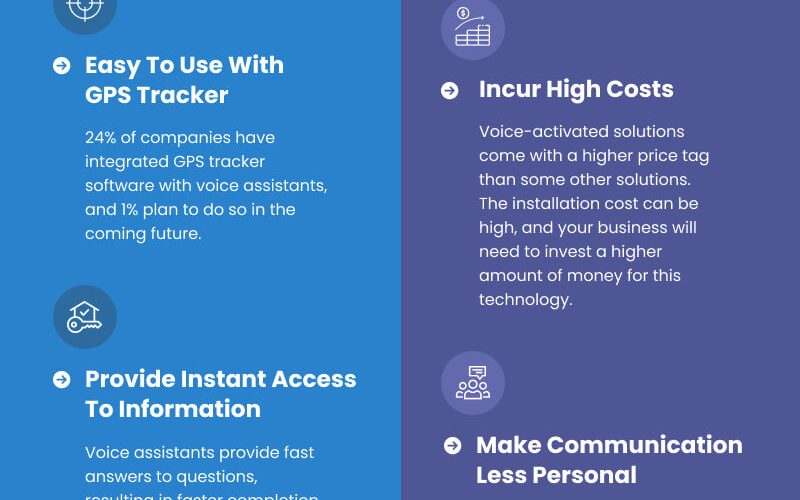 Easy To Use With
GPS Tracker
24% of companies have
integrated GPS tracker
software with voice assistants,
and 1% plan to do so in the
coming future.
Provide Instant Access
To Information
Voice assistants provide fast
answers to questions,
resulting in faster completion
$
Incur High Costs
Voice-activated solutions
come with a higher price tag
than some other solutions.
The installation cost can be
high, and your business will
need to invest a higher
amount of money for this
technology.
Make Communication
Less Personal